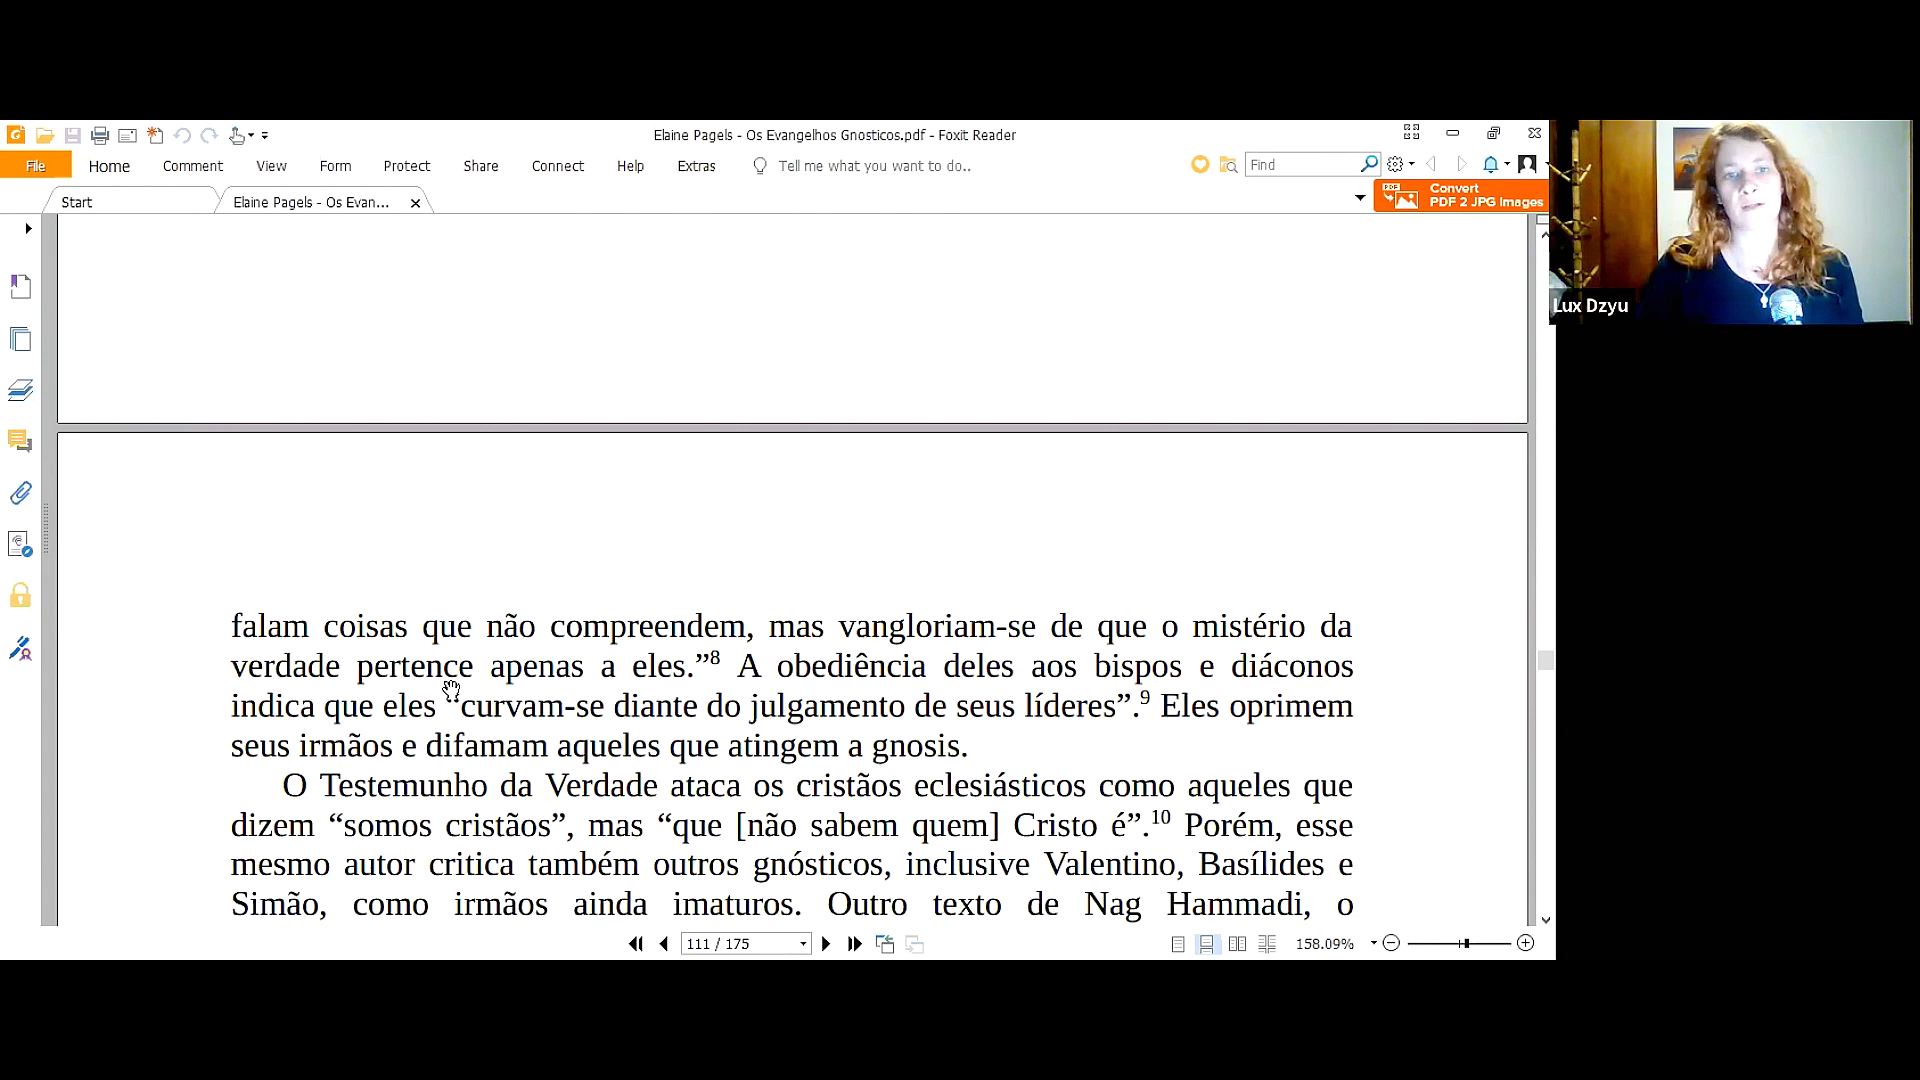 Elaine Pagels - Os Evangelhos Gnosticos.pdf - Foxit Reader
File Home Comment View Form Protect Share Connect Help Extras Tell me what you want to do.. Find
Start Elaine Pagels - Os Evan...
Convert
PDF 2 JPG Images
Lux Dzyu
falam coisas que não compreendem, mas vangloriam-se de que o mistério da
verdade pertence apenas a eles.”8 A obediência deles aos bispos e diáconos
indica que eles “curvam-se diante do julgamento de seus líderes”.9 Eles oprimem
seus irmãos e difamam aqueles que atingem a gnosis.
O Testemunho da Verdade ataca os cristãos eclesiásticos como aqueles que
dizem “somos cristãos”, mas “que [não sabem quem] Cristo é”.10 Porém, esse
mesmo autor critica também outros gnósticos, inclusive Valentino, Basílides e
Simão, como irmãos ainda imaturos. Outro texto de Nag Hammadi, o
111 / 175 158.09%